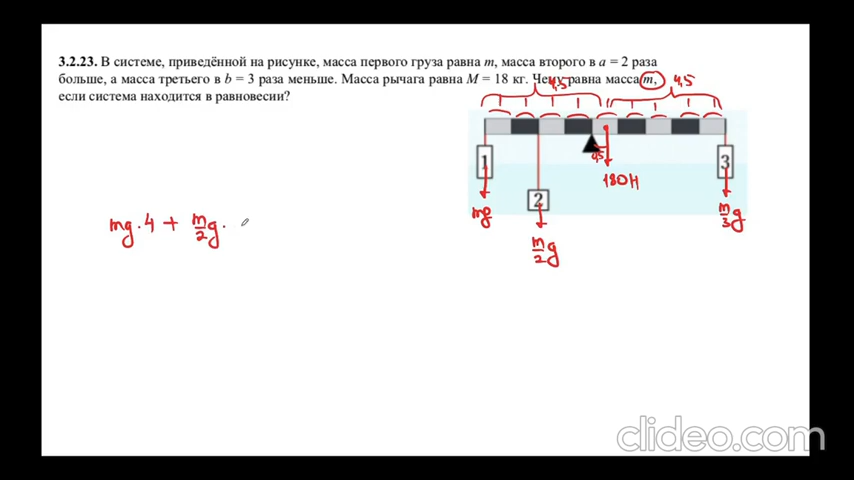 3.2.23. В системе, приведённой на рисунке, масса первого груза равна m, масса второго в a = 2 раза
больше, а масса третьего в b = 3 раза меньше. Масса рычага равна M = 18 кг. Чему равна масса m,
если система находится в равновесии?
4,5 4,5
1
2
3
0,5
180Н
mg
m/2 g
m/3 g
mg · 4 + m/2 g ·
clideo.com